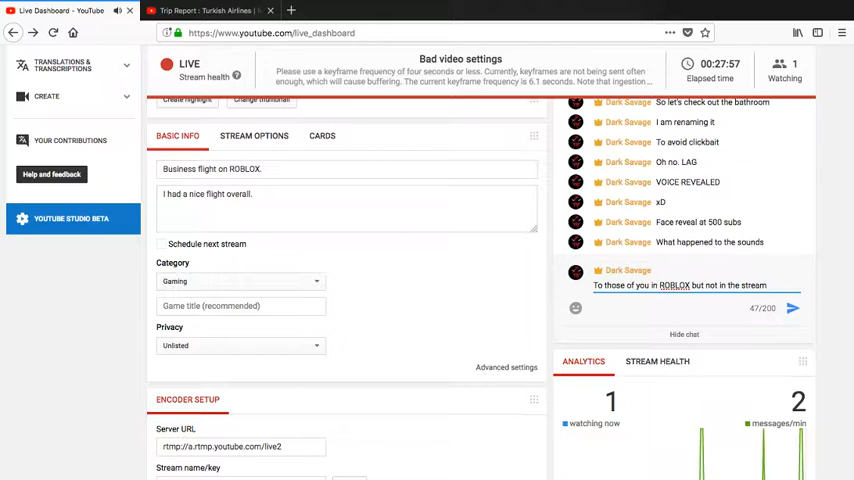 Live Dashboard - YouTube
Trip Report : Turkish Airlines |
https://www.youtube.com/live_dashboard
TRANSLATIONS &
TRANSCRIPTIONS
CREATE
YOUR CONTRIBUTIONS
Help and feedback
YOUTUBE STUDIO BETA
LIVE
Stream health
Bad video settings
Please use a keyframe frequency of four seconds or less. Currently, keyframes are not being sent often
enough, which will cause buffering. The current keyframe frequency is 6.1 seconds. Note that ingestion
00:27:57
Elapsed time
1
Watching
Create highlight
Change thumbnail
BASIC INFO
STREAM OPTIONS
CARDS
Business flight on ROBLOX.
I had a nice flight overall.
Schedule next stream
Category
Gaming
Game title (recommended)
Privacy
Unlisted
Advanced settings
ENCODER SETUP
Server URL
rtmp://a.rtmp.youtube.com/live2
Stream name/key
Dark Savage So let's check out the bathroom
Dark Savage I am renaming it
Dark Savage To avoid clickbait
Dark Savage Oh no. LAG
Dark Savage VOICE REVEALED
Dark Savage xD
Dark Savage Face reveal at 500 subs
Dark Savage What happened to the sounds
Dark Savage
To those of you in ROBLOX but not in the stream
47/200
Hide chat
ANALYTICS
STREAM HEALTH
1
watching now
2
messages/min